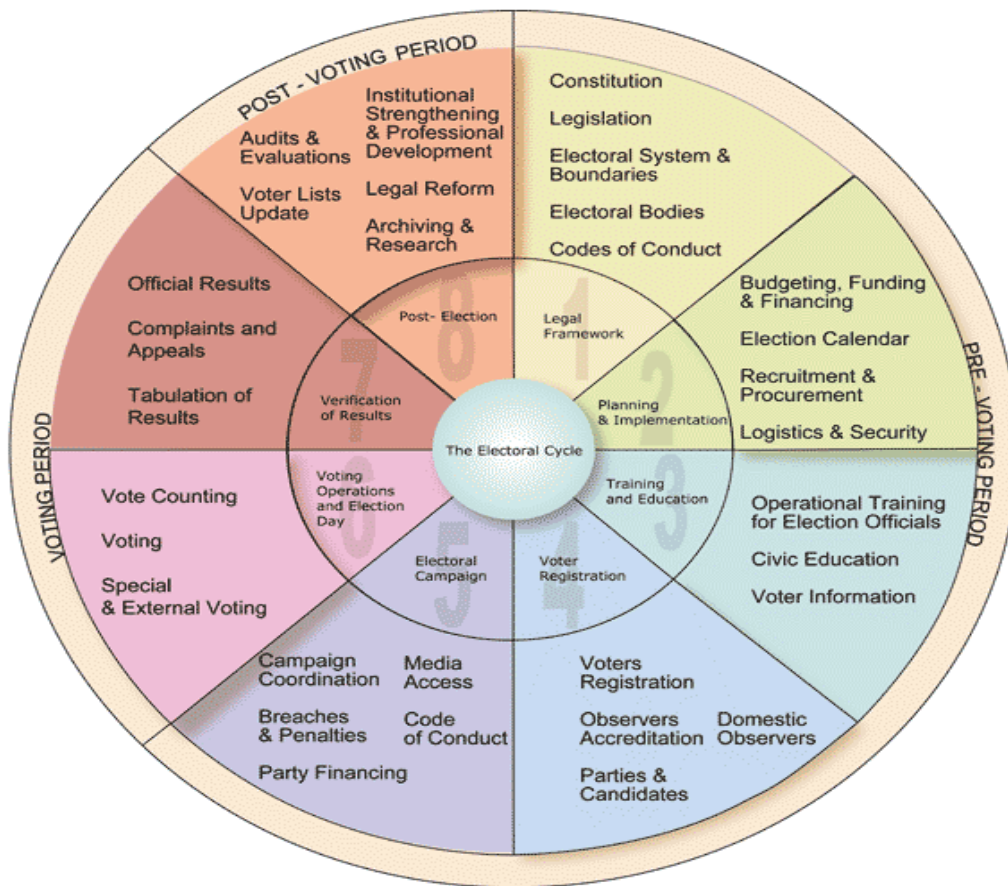 POST - VOTING PERIOD
PRE - VOTING PERIOD
VOTING PERIOD
The Electoral Cycle
1
Legal
Framework
Constitution
Legislation
Electoral System &
Boundaries
Electoral Bodies
Codes of Conduct
2
Planning
& Implementation
Budgeting, Funding
& Financing
Election Calendar
Recruitment &
Procurement
Logistics & Security
3
Training
and Education
Operational Training
for Election Officials
Civic Education
Voter Information
4
Voter
Registration
Voters
Registration
Observers
Accreditation
Domestic
Observers
Parties &
Candidates
5
Electoral
Campaign
Campaign
Coordination
Media
Access
Breaches
& Penalties
Code
of Conduct
Party Financing
6
Voting
Operations
and Election
Day
Vote Counting
Voting
Special
& External Voting
7
Verification
of Results
Official Results
Complaints and
Appeals
Tabulation of
Results
8
Post- Election
Audits &
Evaluations
Voter Lists
Update
Institutional
Strengthening
& Professional
Development
Legal Reform
Archiving &
Research